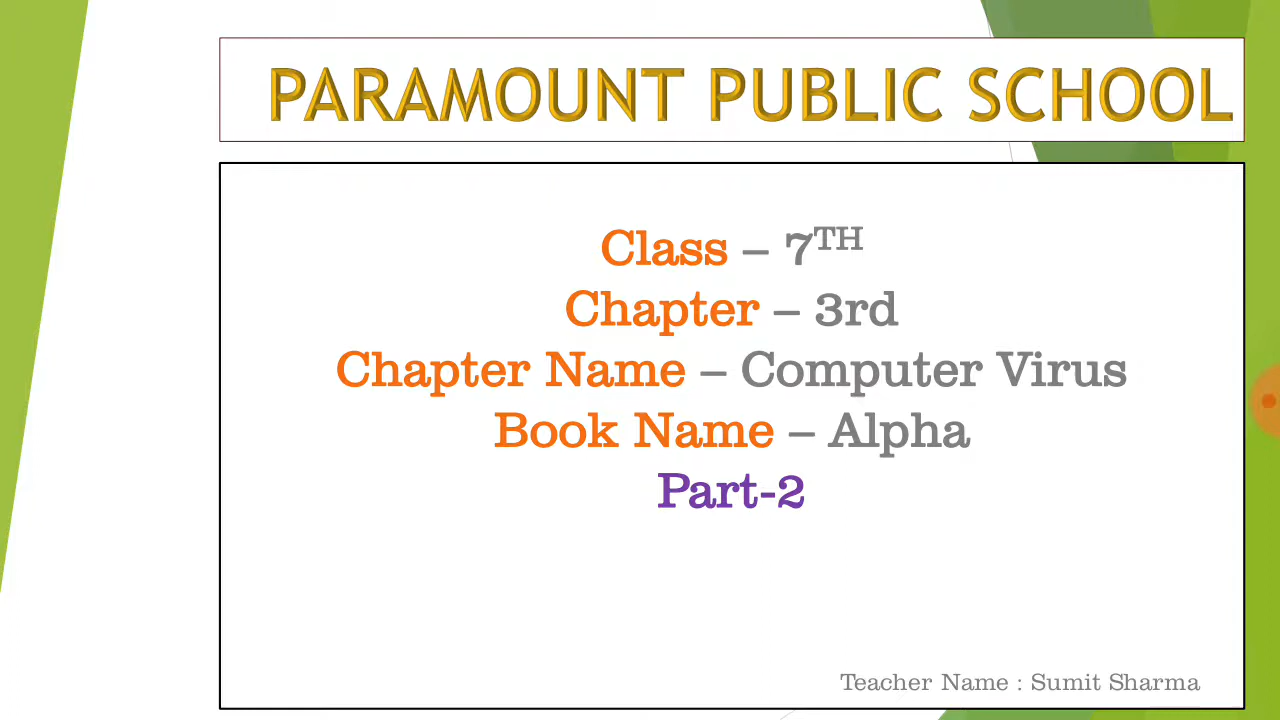 PARAMOUNT PUBLIC SCHOOL
Class – 7TH
Chapter – 3rd
Chapter Name – Computer Virus
Book Name – Alpha
Part-2
Teacher Name : Sumit Sharma